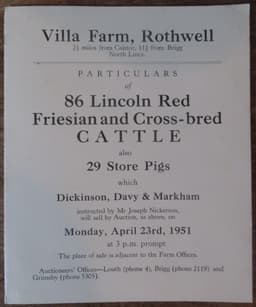 Villa Farm, Rothwell
2½ miles from Caistor, 11½ from Brigg
North Lincs.
PARTICULARS
of
86 Lincoln Red
Friesian and Cross-bred
CATTLE
also
29 Store Pigs
which
Dickinson, Davy & Markham
instructed by Mr Joseph Nickerson,
will sell by Auction, as above, on
Monday, April 23rd, 1951
at 3 p.m. prompt
The place of sale is adjacent to the Farm Offices.
Auctioneers' Offices—Louth (phone 4), Brigg (phone 2119) and
Grimsby (phone 5305).